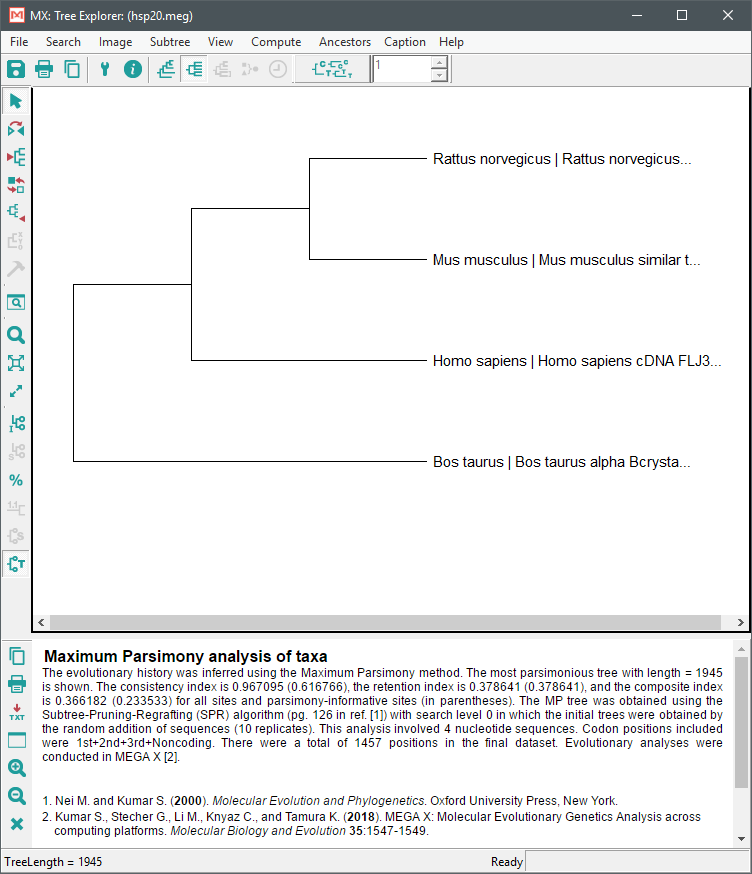 MX: Tree Explorer: (hsp20.meg)
File Search Image Subtree View Compute Ancestors Caption Help
1
Rattus norvegicus | Rattus norvegicus...
Mus musculus | Mus musculus similar t...
Homo sapiens | Homo sapiens cDNA FLJ3...
Bos taurus | Bos taurus alpha Bcrysta...
%
TXT
Maximum Parsimony analysis of taxa
The evolutionary history was inferred using the Maximum Parsimony method. The most parsimonious tree with length = 1945
is shown. The consistency index is 0.967095 (0.616766), the retention index is 0.378641 (0.378641), and the composite index
is 0.366182 (0.233533) for all sites and parsimony-informative sites (in parentheses). The MP tree was obtained using the
Subtree-Pruning-Regrafting (SPR) algorithm (pg. 126 in ref. [1]) with search level 0 in which the initial trees were obtained by
the random addition of sequences (10 replicates). This analysis involved 4 nucleotide sequences. Codon positions included
were 1st+2nd+3rd+Noncoding. There were a total of 1457 positions in the final dataset. Evolutionary analyses were
conducted in MEGA X [2].
1. Nei M. and Kumar S. (2000). Molecular Evolution and Phylogenetics. Oxford University Press, New York.
2. Kumar S., Stecher G., Li M., Knyaz C., and Tamura K. (2018). MEGA X: Molecular Evolutionary Genetics Analysis across
computing platforms. Molecular Biology and Evolution 35:1547-1549.
TreeLength = 1945 Ready